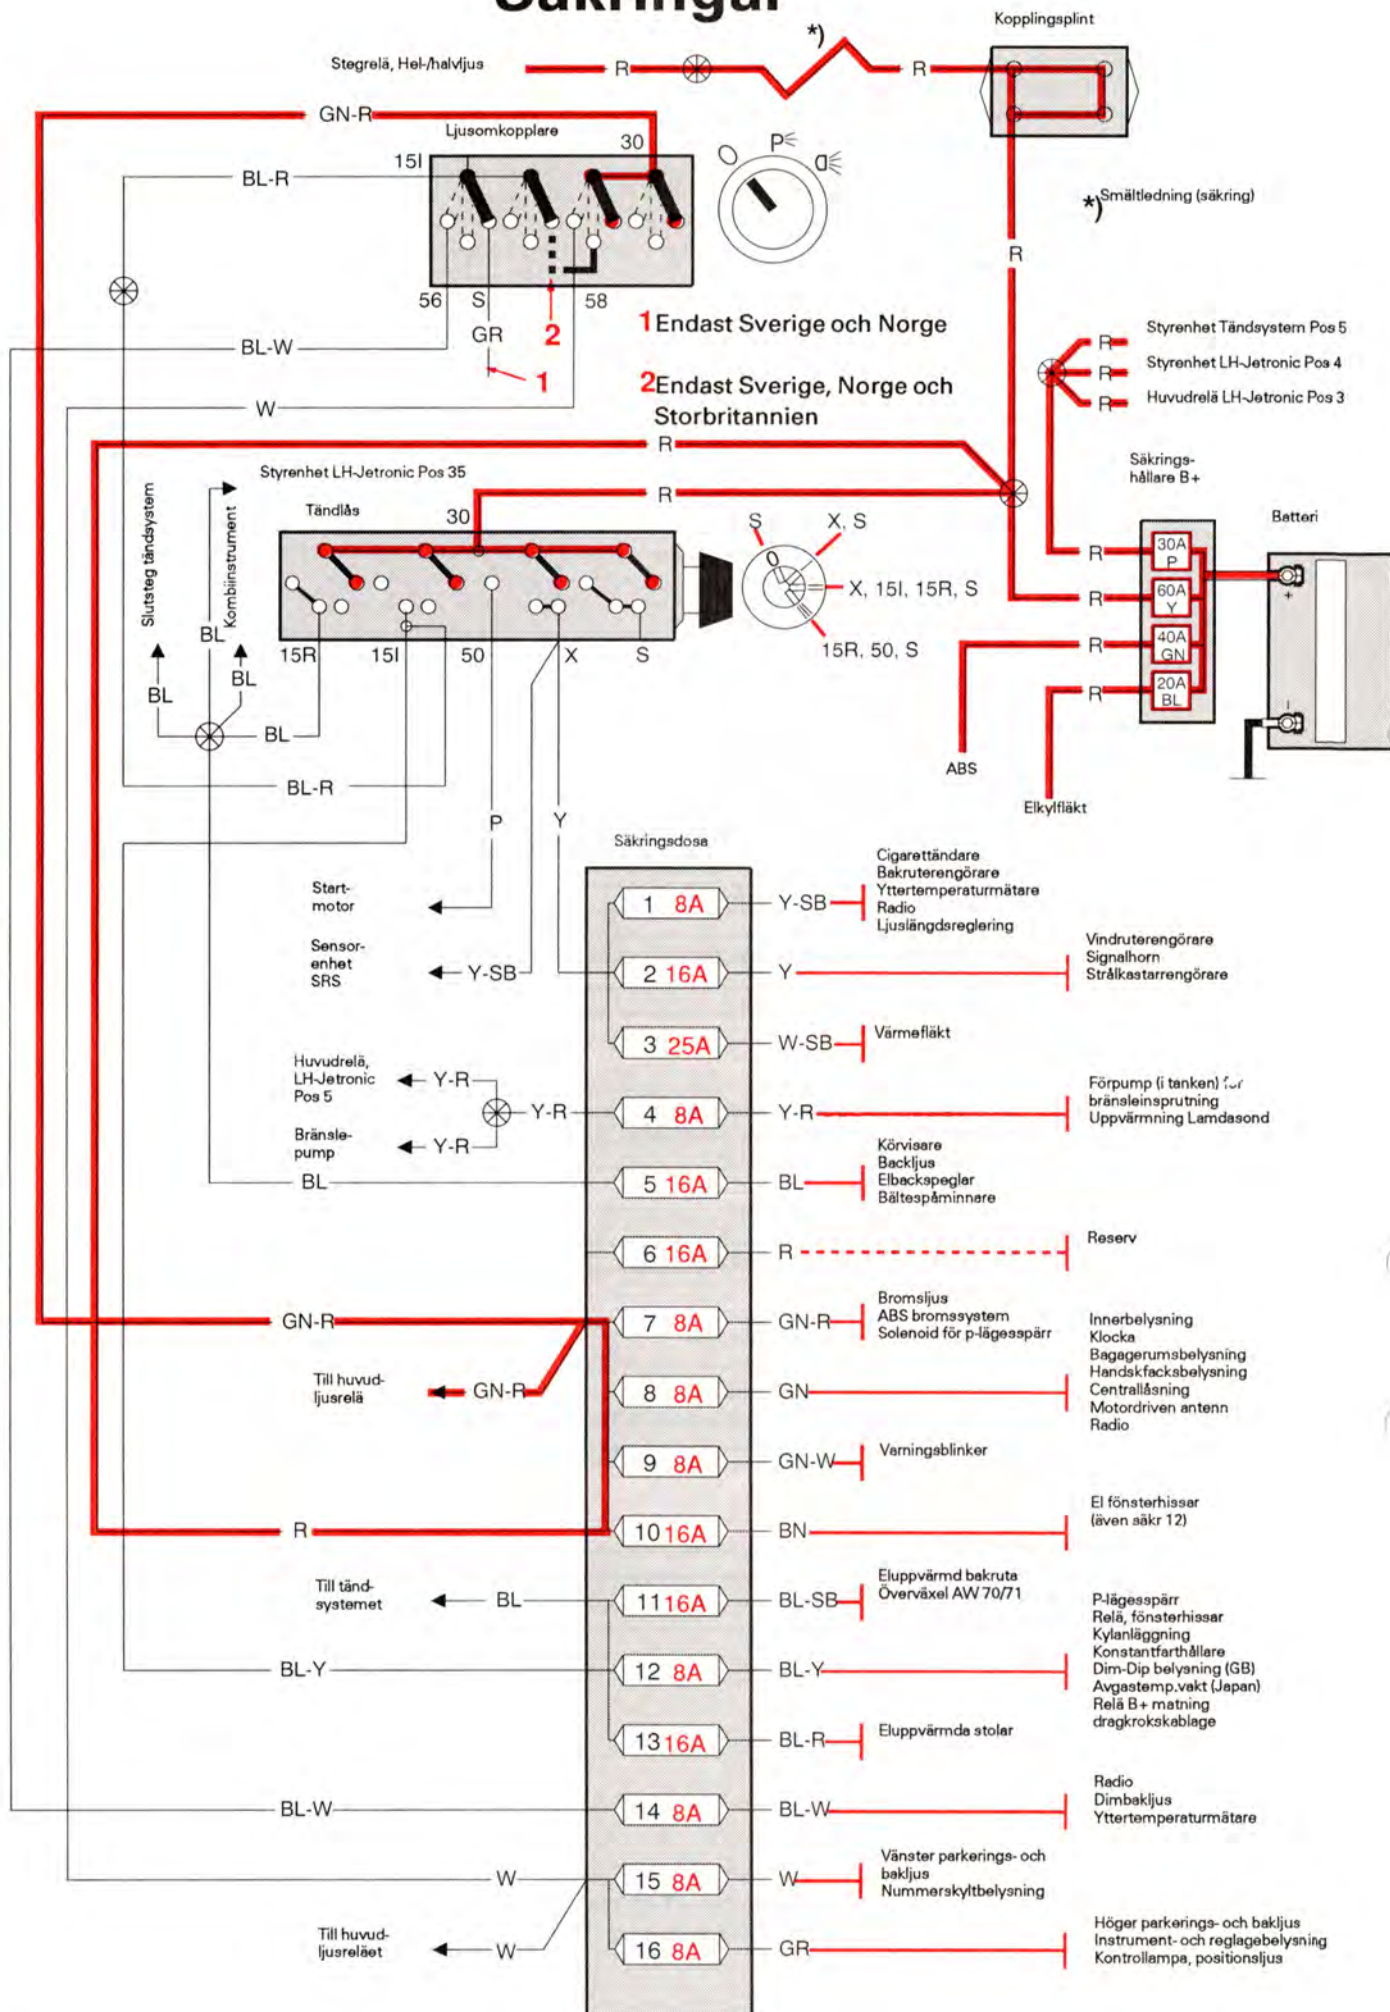 Säkringar
Kopplingsplint
*)
Stegrelä, Hel-/halvljus
R
R
GN-R
Ljusomkopplare
30
15I
BL-R
O
P
D
*) Smältledning (säkring)
R
56
S
58
GR
2
1
BL-W
W
1 Endast Sverige och Norge
2 Endast Sverige, Norge och
Storbritannien
R
Styrenhet Tändsystem Pos 5
R
Styrenhet LH-Jetronic Pos 4
R
Huvudrelä LH-Jetronic Pos 3
R
R
Säkrings-
hållare B+
Batteri
Styrenhet LH-Jetronic Pos 35
Tändlås
30
Slutsteg tändsystem
Kombiinstrument
BL
BL
BL
BL
BL-R
15R
15I
50
X
S
S
O
X, S
X, 15I, 15R, S
15R, 50, S
R
30A
P
R
60A
Y
R
40A
GN
R
20A
BL
+
–
ABS
Elkylfläkt
P
Y
Säkringsdosa
Start-
motor
Sensor-
enhet
SRS
Y-SB
1 8A
Y-SB
Cigarettändare
Bakruterengörare
Yttertemperaturmätare
Radio
Ljuslängdsreglering
2 16A
Y
Vindruterengörare
Signalhorn
Strålkastarrengörare
3 25A
W-SB
Värmefläkt
Huvudrelä,
LH-Jetronic
Pos 5
Y-R
Y-R
Bränsle-
pump
Y-R
4 8A
Y-R
Förpump (i tanken) för
bränsleinsprutning
Uppvärmning Lamdasond
BL
5 16A
BL
Körvisare
Backljus
Elbackspeglar
Bältespåminnare
6 16A
R
Reserv
GN-R
7 8A
GN-R
Bromsljus
ABS bromssystem
Solenoid för p-lägesspärr
Till huvud-
ljusrelä
GN-R
8 8A
GN
Innerbelysning
Klocka
Bagagerumsbelysning
Handskfacksbelysning
Centrallåsning
Motordriven antenn
Radio
9 8A
GN-W
Varningsblinker
R
10 16A
BN
El fönsterhissar
(även säkr 12)
Till tänd-
systemet
BL
11 16A
BL-SB
Eluppvärmd bakruta
Överväxel AW 70/71
BL-Y
12 8A
BL-Y
P-lägesspärr
Relä, fönsterhissar
Kylanläggning
Konstantfarthållare
Dim-Dip belysning (GB)
Avgastemp.vakt (Japan)
Relä B+ matning
dragkrokskablage
13 16A
BL-R
Eluppvärmda stolar
BL-W
14 8A
BL-W
Radio
Dimbakljus
Yttertemperaturmätare
W
15 8A
W
Vänster parkerings- och
bakljus
Nummerskyltbelysning
Till huvud-
ljusreläet
W
16 8A
GR
Höger parkerings- och bakljus
Instrument- och reglagebelysning
Kontrollampa, positionsljus